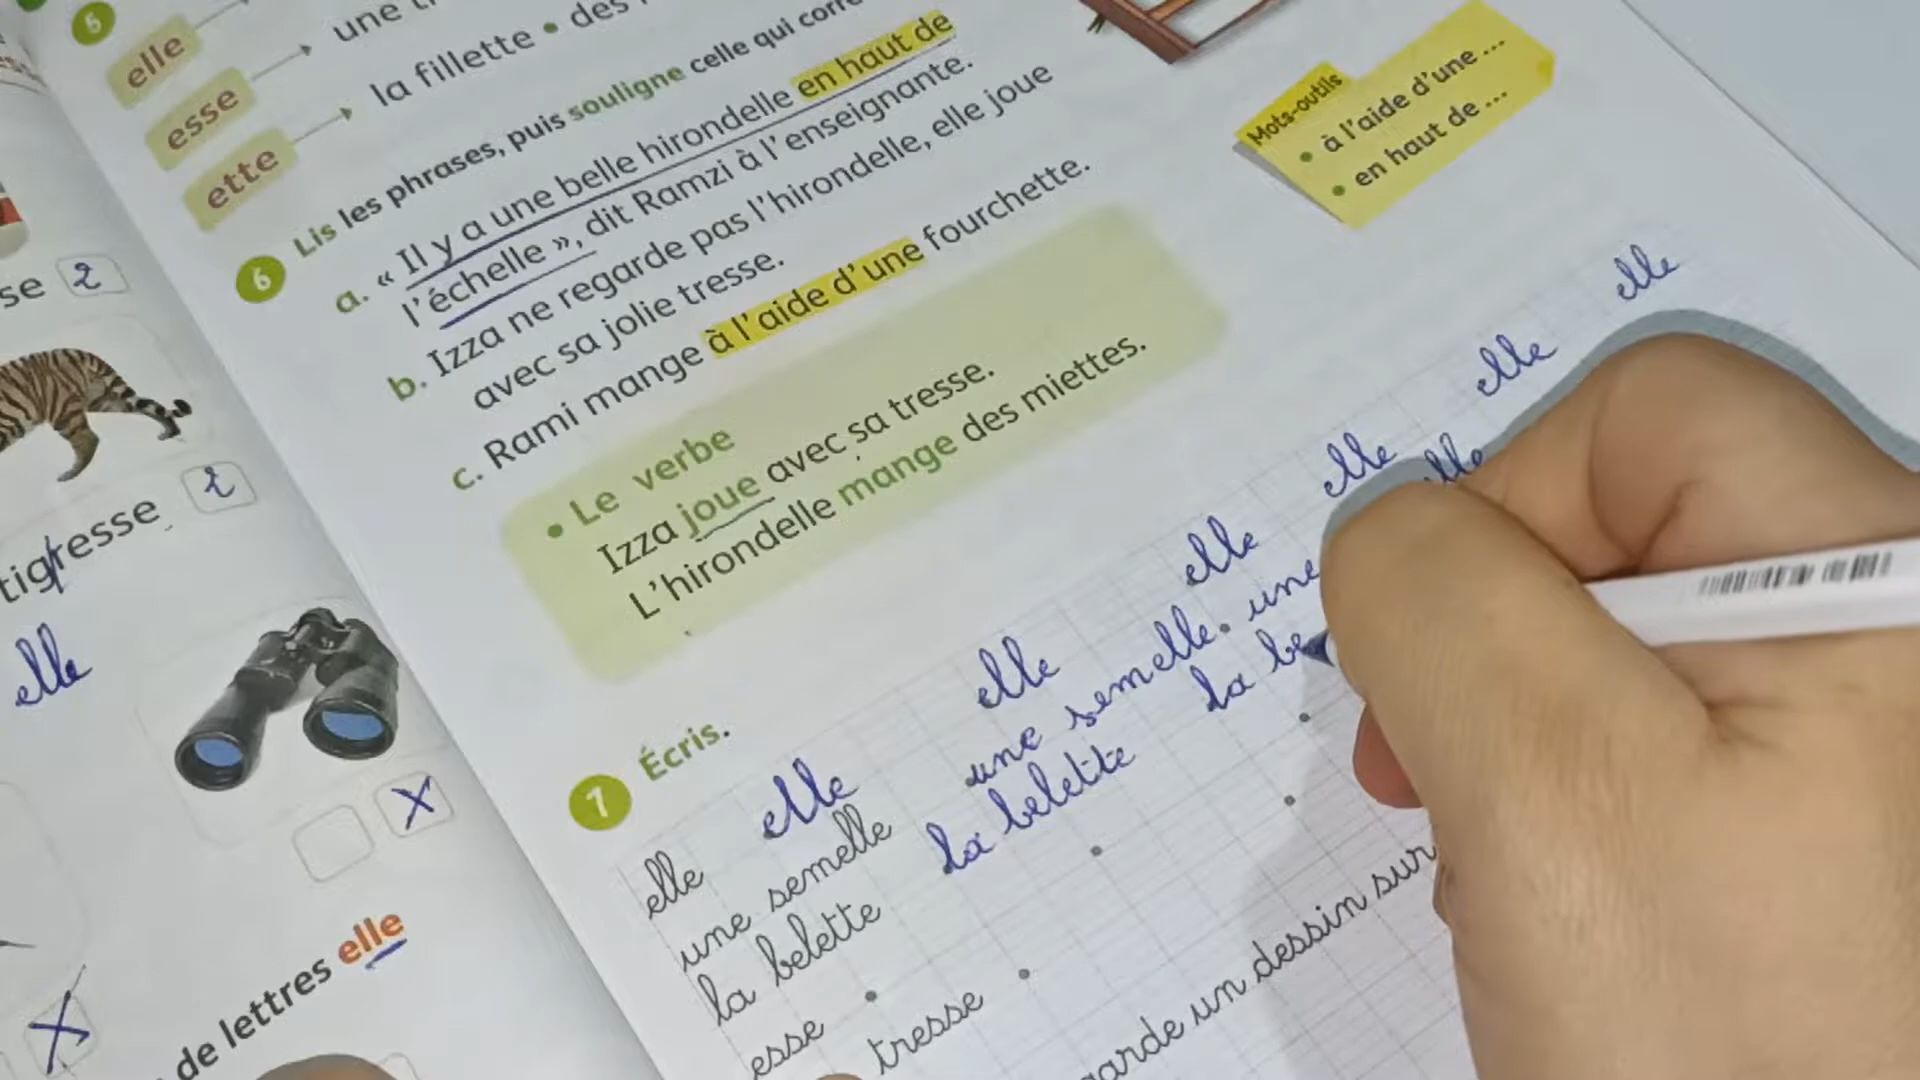 5
elle
une
esse
la fillette • des
ette
6 Lis les phrases, puis souligne celle qui
a. « Il y a une belle hirondelle en haut de
l'échelle », dit Ramzi à l'enseignante.
b. Izza ne regarde pas l'hirondelle, elle joue
avec sa jolie tresse.
c. Rami mange à l'aide d'une fourchette.
Mots-outils
• à l'aide d'une ...
• en haut de ...
• Le verbe
Izza joue avec sa tresse.
L'hirondelle mange des miettes.
se 2
tigresse 2
elle
X
X
de lettres elle
7 Écris.
elle elle elle elle elle elle elle
une semelle une semelle. une elle
la belette la belette la be
esse
tresse
garde un dessin sur